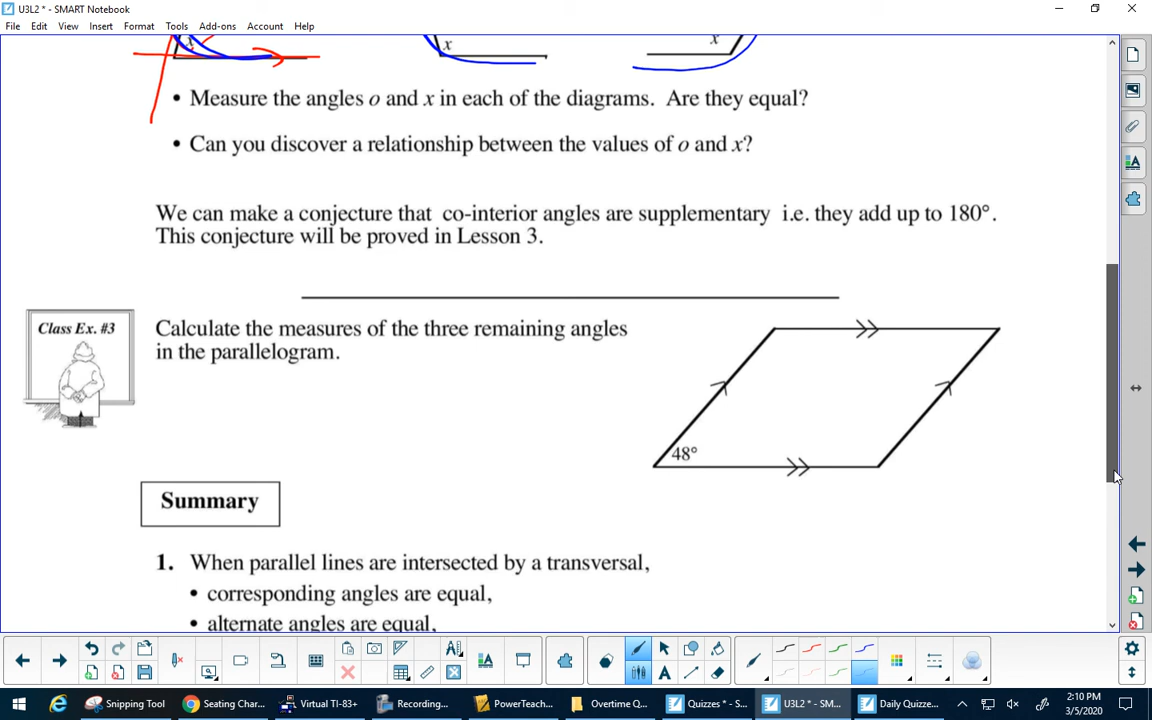 U3L2 * - SMART Notebook
File Edit View Insert Format Tools Add-ons Account Help
x
x
x
• Measure the angles o and x in each of the diagrams. Are they equal?
• Can you discover a relationship between the values of o and x?
We can make a conjecture that co-interior angles are supplementary i.e. they add up to 180°.
This conjecture will be proved in Lesson 3.
Class Ex. #3
Calculate the measures of the three remaining angles
in the parallelogram.
48°
Summary
1. When parallel lines are intersected by a transversal,
• corresponding angles are equal,
• alternate angles are equal,
Snipping Tool
Seating Char...
Virtual TI-83+
Recording...
PowerTeach...
Overtime Q...
Quizzes * - S...
U3L2 * - SM...
Daily Quizze...
2:10 PM
3/5/2020